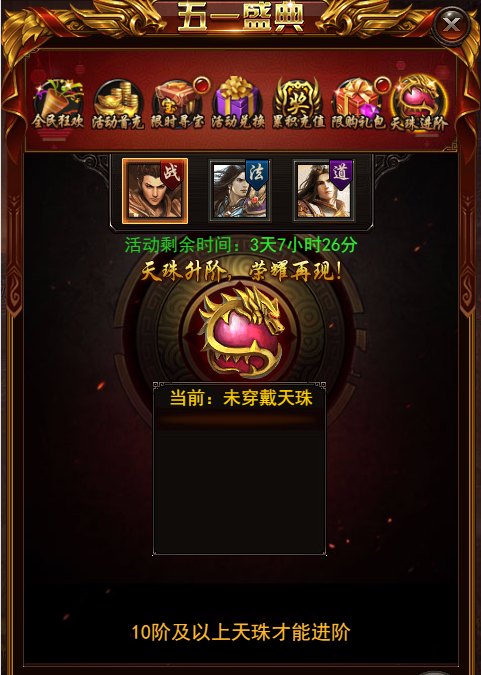 五一盛典
全民狂欢 活动首充 限时寻宝 活动兑换 累积充值 限购礼包 天珠进阶
宝 奖
战 法 道
活动剩余时间：3天7小时26分
天珠升阶，荣耀再现！
当前：未穿戴天珠
10阶及以上天珠才能进阶